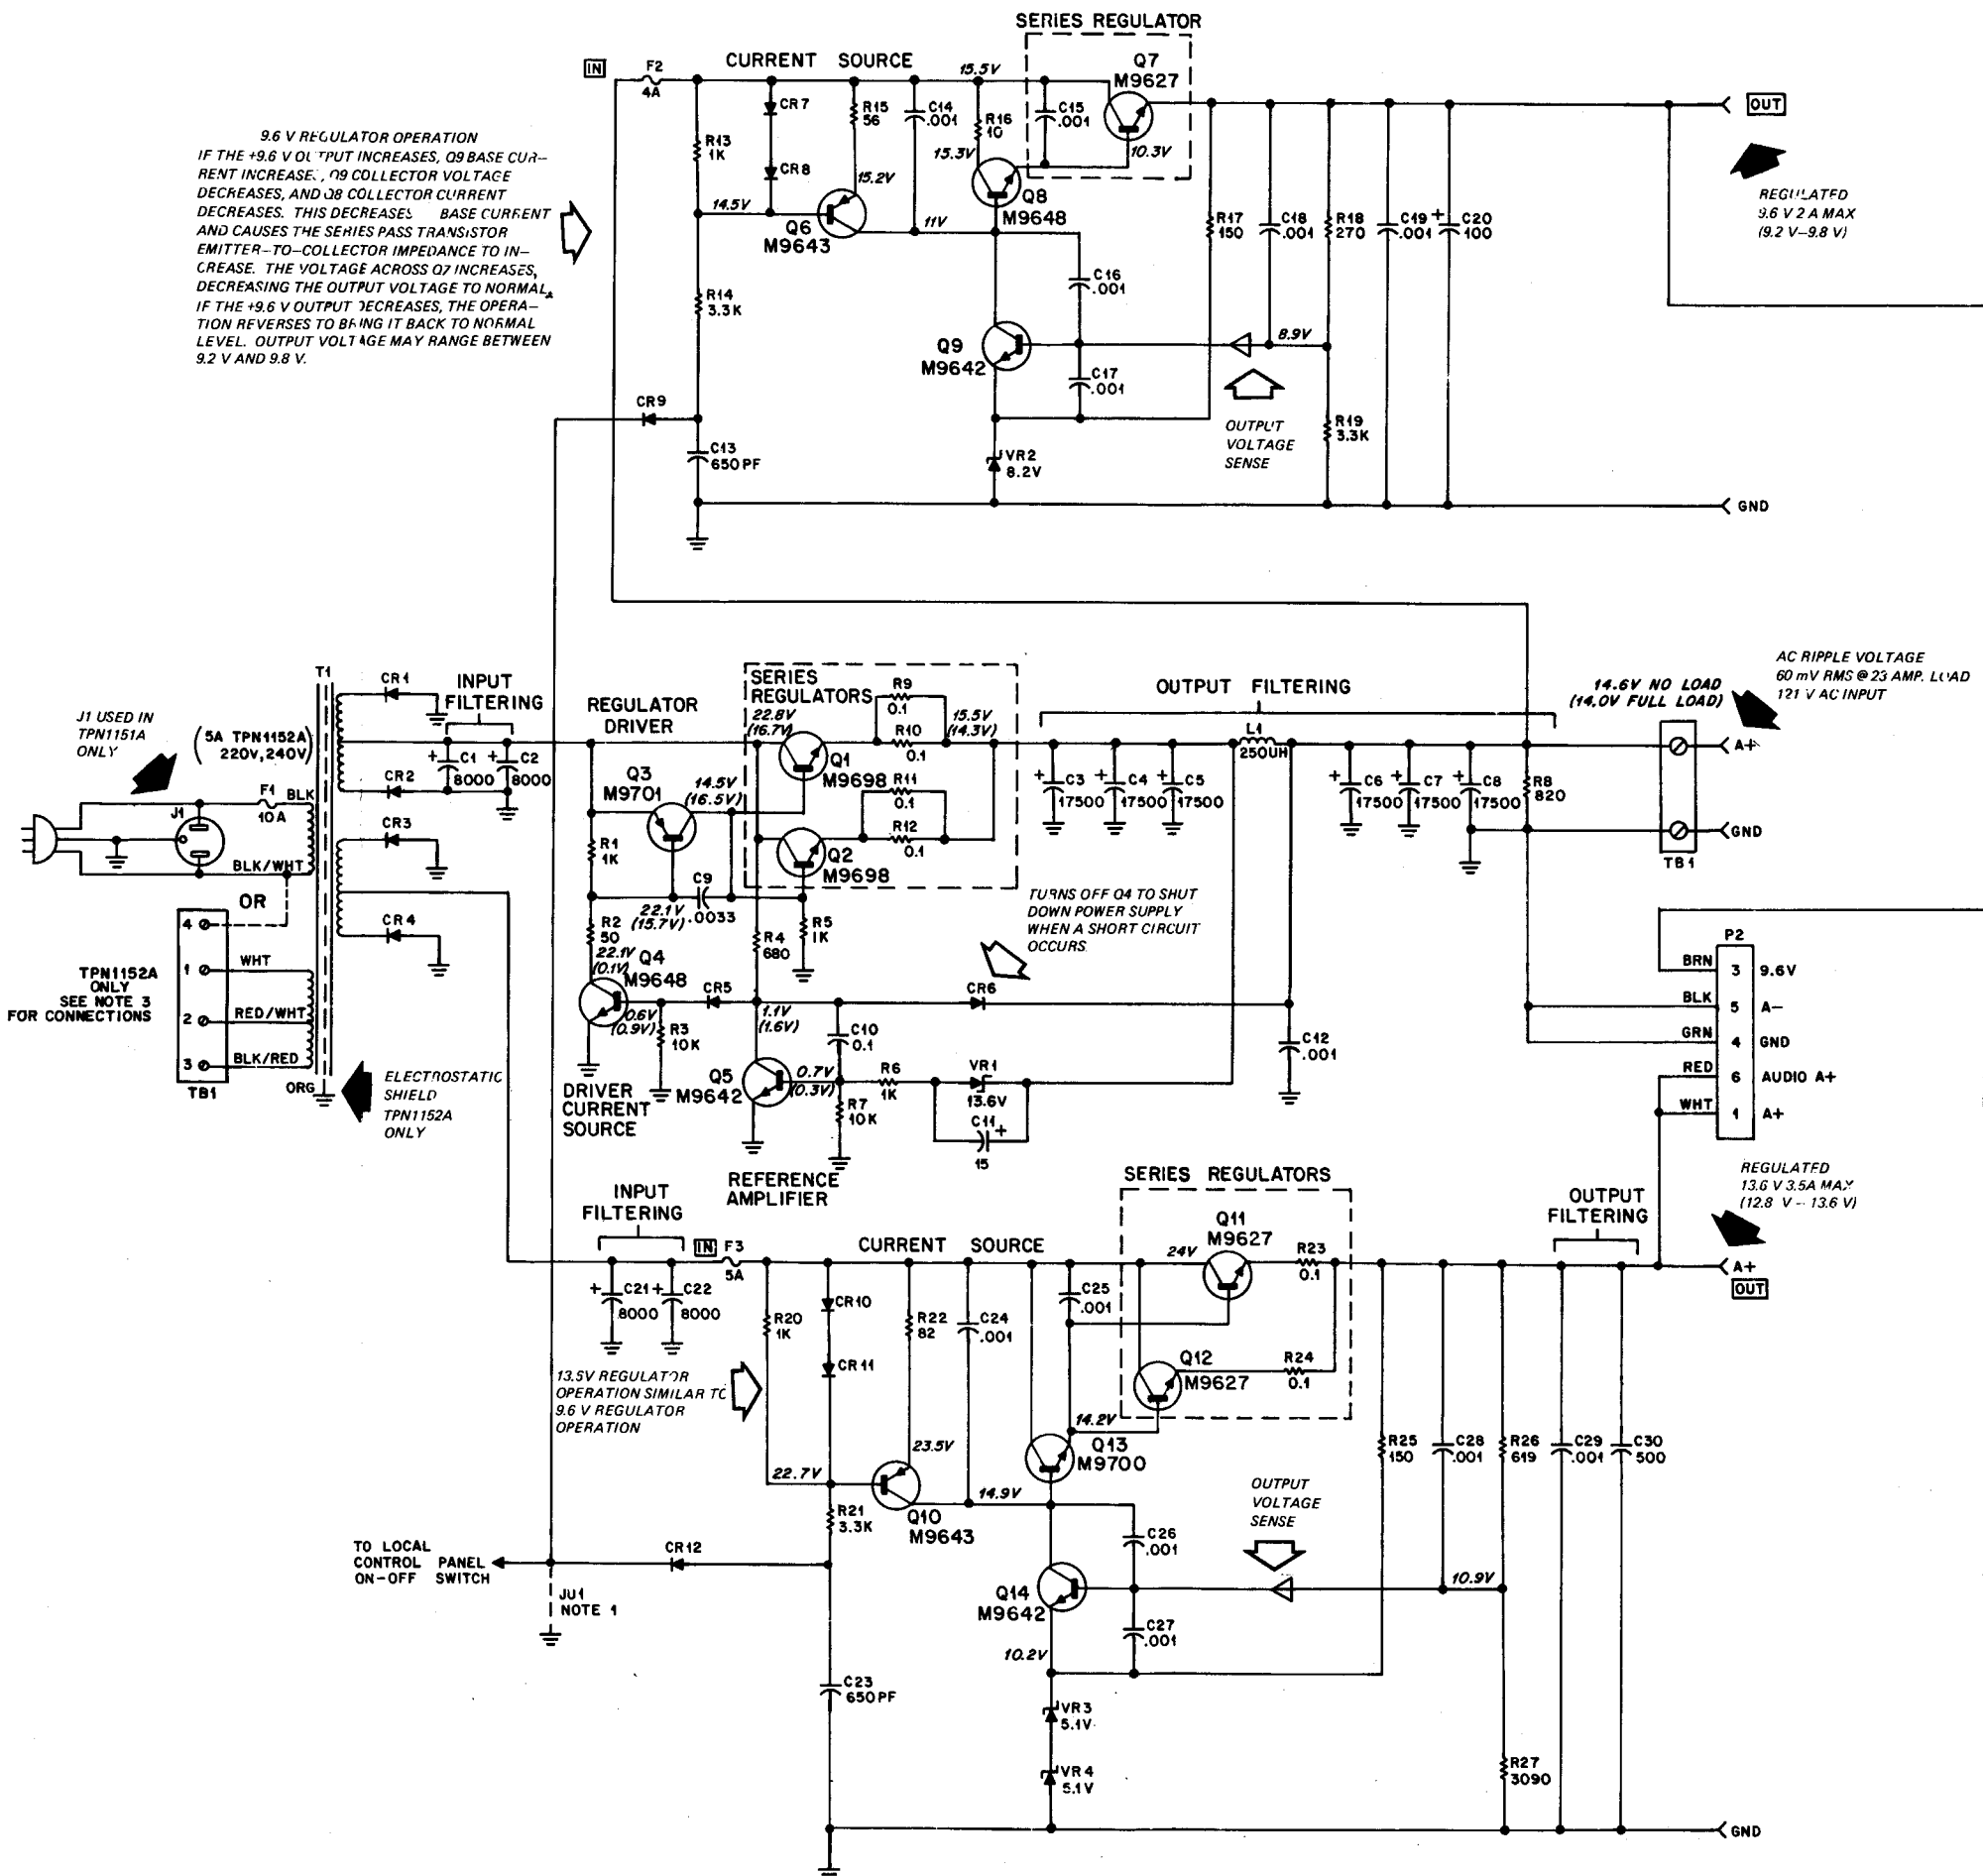 SERIES REGULATOR
IN
F2
4A
CURRENT SOURCE
15.5V
Q7
M9627
CR7
R15
56
C14
.001
R16
10
C15
.001
OUT
9.6 V REGULATOR OPERATION
IF THE +9.6 V OUTPUT INCREASES, Q9 BASE CUR-
RENT INCREASES, Q9 COLLECTOR VOLTAGE
DECREASES, AND Q8 COLLECTOR CURRENT
DECREASES. THIS DECREASES BASE CURRENT
AND CAUSES THE SERIES PASS TRANSISTOR
EMITTER-TO-COLLECTOR IMPEDANCE TO IN-
CREASE. THE VOLTAGE ACROSS Q7 INCREASES,
DECREASING THE OUTPUT VOLTAGE TO NORMAL.
IF THE +9.6 V OUTPUT DECREASES, THE OPERA-
TION REVERSES TO BRING IT BACK TO NORMAL
LEVEL. OUTPUT VOLTAGE MAY RANGE BETWEEN
9.2 V AND 9.8 V.
R13
1K
CR8
15.2V
15.3V
10.3V
14.5V
Q6
M9643
11V
Q8
M9648
R17
150
C18
.001
R18
270
C19
.001
+
C20
100
REGULATED
9.6 V 2 A MAX
(9.2 V-9.8 V)
R14
3.3K
C16
.001
Q9
M9642
8.9V
C17
.001
CR9
OUTPUT
VOLTAGE
SENSE
R19
3.3K
C13
650PF
VR2
8.2V
GND
T1
J1 USED IN
TPN1151A
ONLY
(5A TPN1152A)
220V,240V
CR1
INPUT
FILTERING
+
C1
8000
+
C2
8000
CR2
REGULATOR
DRIVER
SERIES
REGULATORS
22.8V
(16.7V)
R9
0.1
R10
0.1
15.5V
(14.3V)
OUTPUT FILTERING
L1
250UH
14.6V NO LOAD
(14.0V FULL LOAD)
AC RIPPLE VOLTAGE
60 mV RMS @ 23 AMP. LOAD
121 V AC INPUT
A+
Q3
M9701
14.5V
(16.5V)
Q1
M9698
R11
0.1
+
C3
17500
+
C4
17500
+
C5
17500
+
C6
17500
+
C7
17500
+
C8
17500
R8
820
J1
F1
10A
BLK
BLK/WHT
CR3
R1
1K
R12
0.1
Q2
M9698
GND
TB1
OR
CR4
C9
.0033
22.1V
(15.7V)
R2
50
R4
680
R5
1K
TURNS OFF Q4 TO SHUT
DOWN POWER SUPPLY
WHEN A SHORT CIRCUIT
OCCURS
4
1
WHT
2
RED/WHT
3
BLK/RED
TB1
TPN1152A
ONLY
SEE NOTE 3
FOR CONNECTIONS
ORG
ELECTROSTATIC
SHIELD
TPN1152A
ONLY
22.1V
(0.1V)
Q4
M9648
CR5
0.6V
(0.9V)
R3
10K
1.1V
(1.6V)
CR6
C10
0.1
C12
.001
DRIVER
CURRENT
SOURCE
Q5
M9642
0.7V
(0.3V)
R6
1K
R7
10K
VR1
13.6V
C11
+
15
REFERENCE
AMPLIFIER
P2
BRN
3
9.6V
BLK
5
A-
GRN
4
GND
RED
6
AUDIO A+
WHT
1
A+
REGULATED
13.6 V 3.5A MAX
(12.8 V - 13.6 V)
INPUT
FILTERING
IN
F3
5A
CURRENT SOURCE
SERIES REGULATORS
24V
Q11
M9627
R23
0.1
OUTPUT
FILTERING
A+
OUT
+
C21
8000
+
C22
8000
R20
1K
CR10
R22
82
C24
.001
C25
.001
CR11
Q12
M9627
R24
0.1
13.5V REGULATOR
OPERATION SIMILAR TO
9.6 V REGULATOR
OPERATION
14.2V
23.5V
22.7V
Q13
M9700
14.9V
R25
150
C28
.001
R26
619
C29
.001
C30
500
R21
3.3K
Q10
M9643
OUTPUT
VOLTAGE
SENSE
C26
.001
TO LOCAL
CONTROL PANEL
ON-OFF SWITCH
CR12
JU1
NOTE 1
Q14
M9642
10.9V
C27
.001
10.2V
C23
650PF
VR3
5.1V
VR4
5.1V
R27
3090
GND